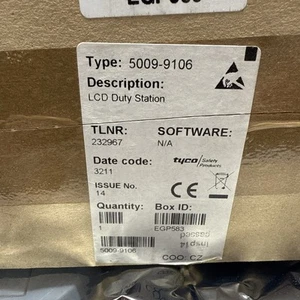 Type: 5009-9106
Description:
LCD Duty Station
TLNR: SOFTWARE:
232967 N/A
Date code: tyco Safety Products
3211
ISSUE No.
14
CE
Quantity: Box ID:
1 EGP583
5009-9106
COO: CZ